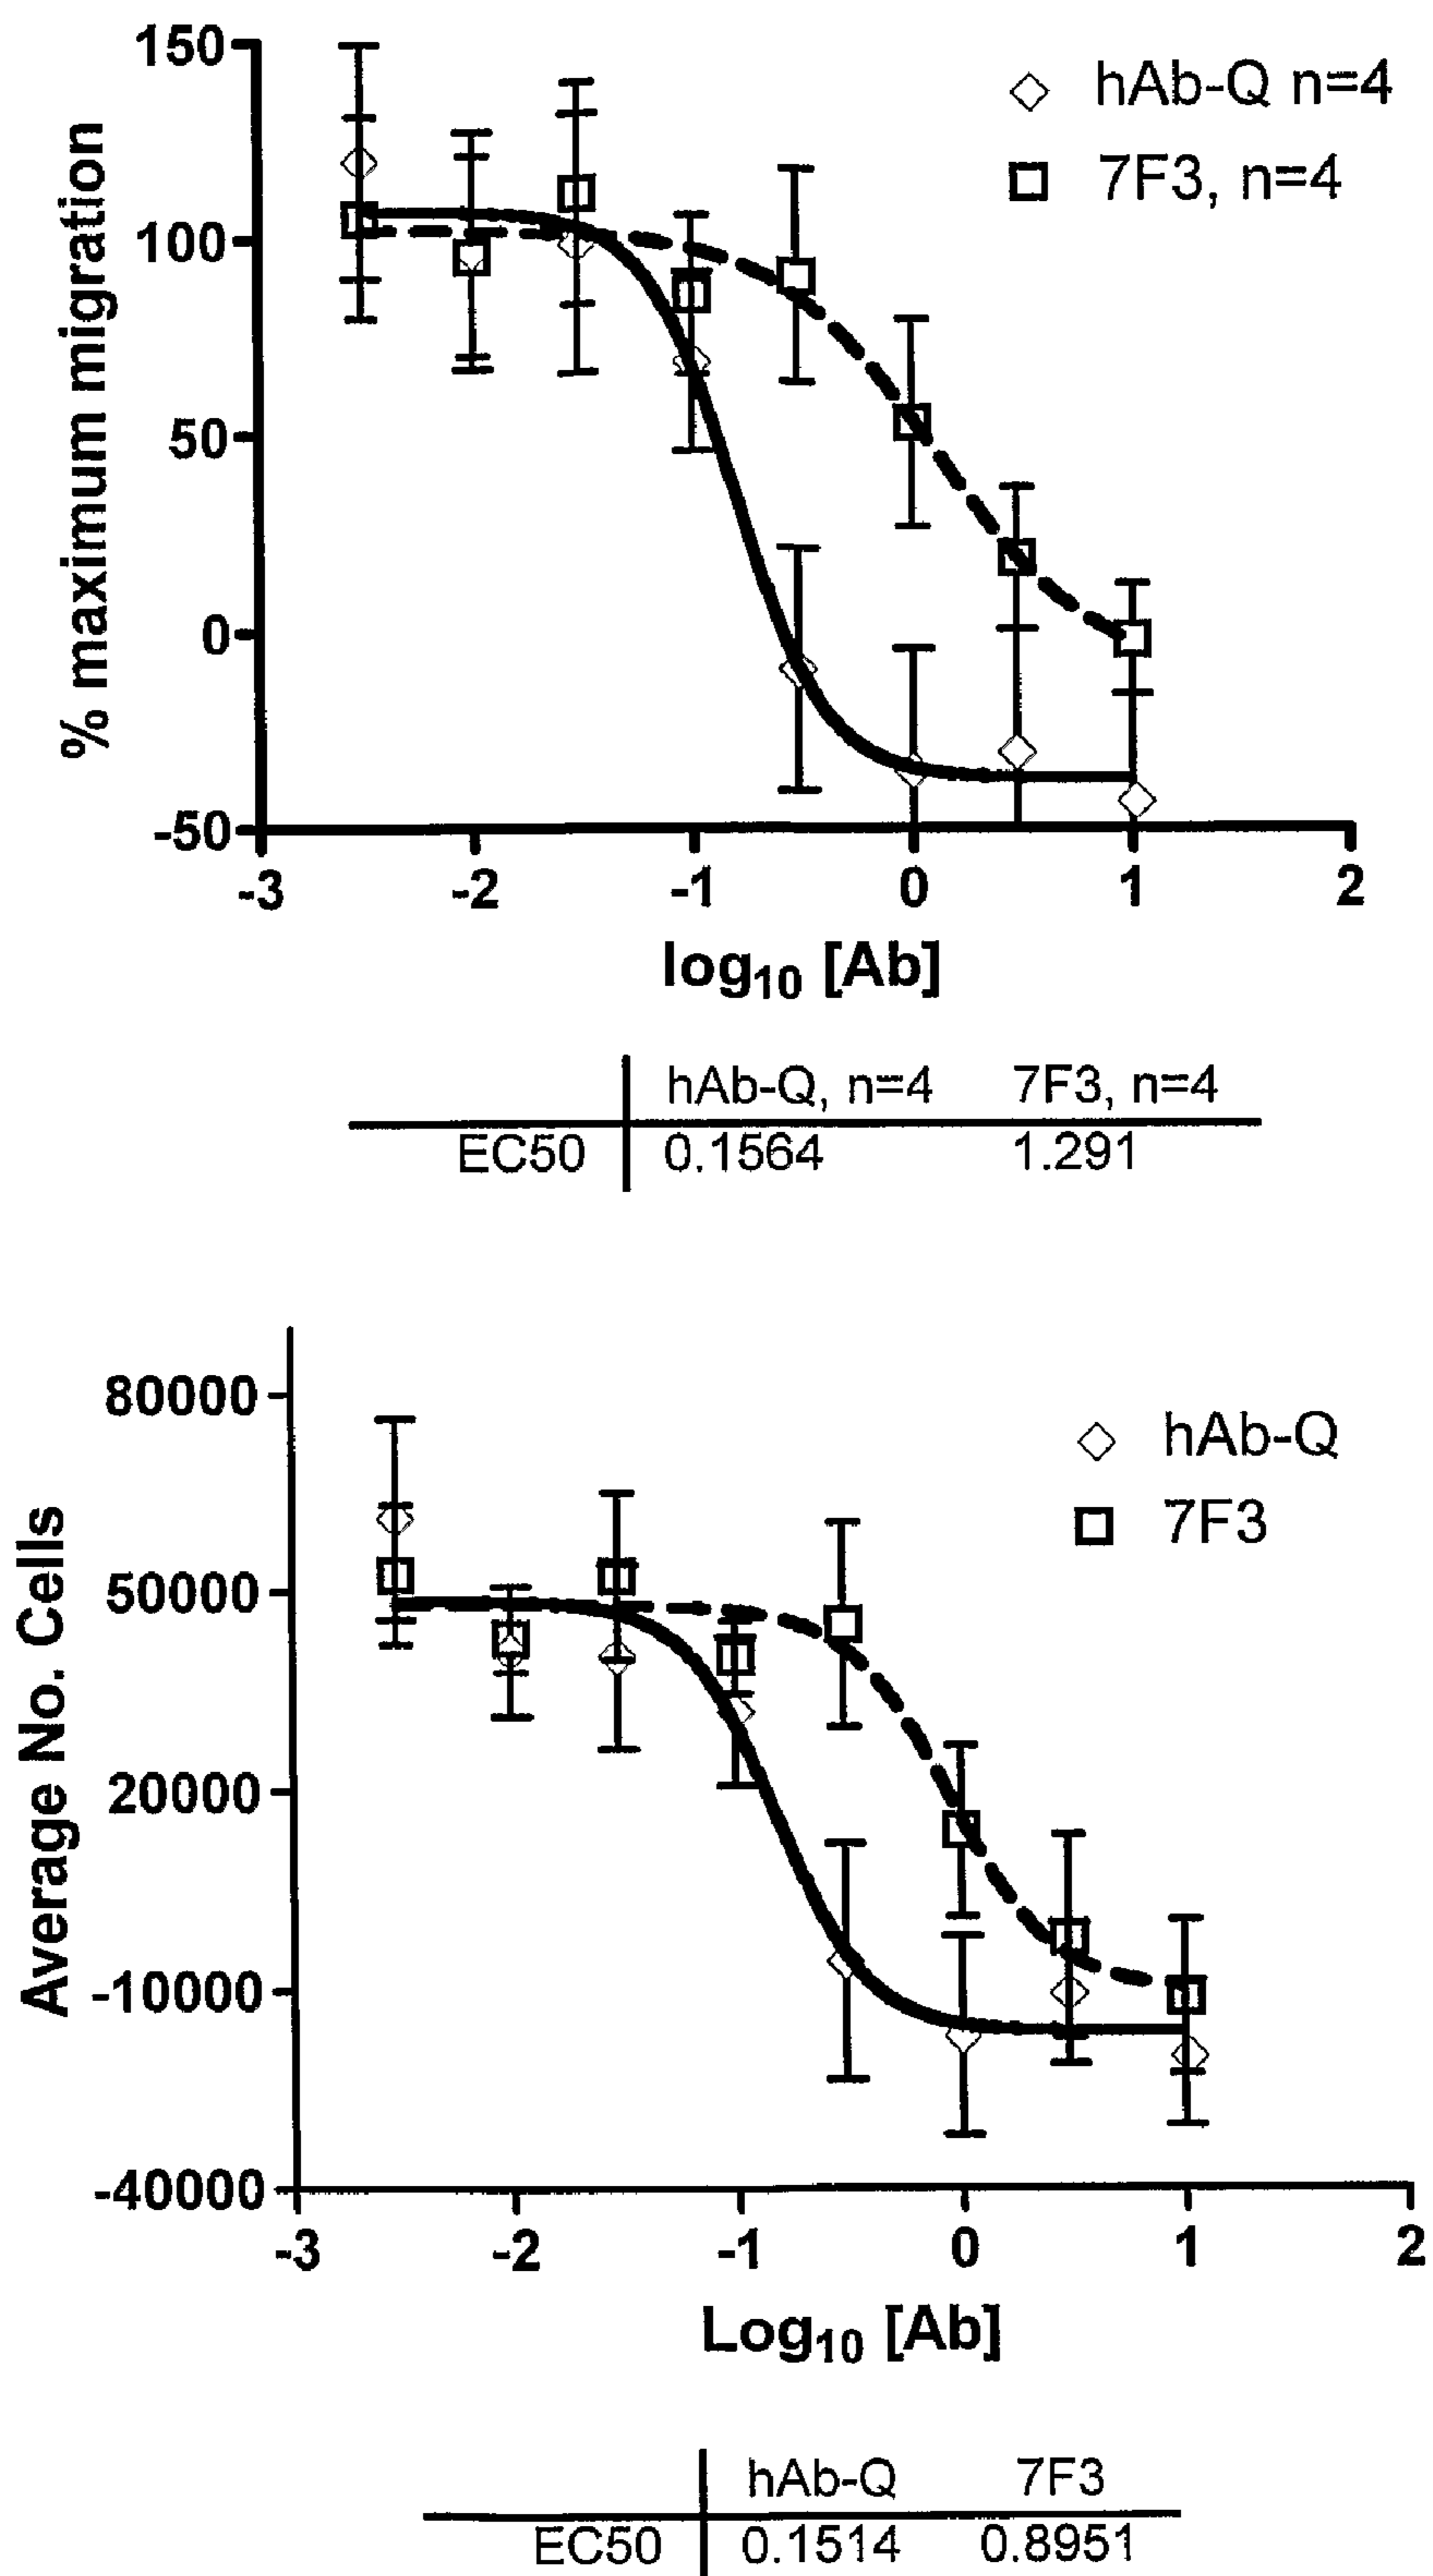 150
100
50
0
-50
% maximum migration
hAb-Q n=4
7F3, n=4
-3 -2 -1 0 1 2
log₁₀ [Ab]
hAb-Q, n=4 7F3, n=4
EC50 0.1564 1.291
80000
50000
20000
-10000
-40000
Average No. Cells
hAb-Q
7F3
-3 -2 -1 0 1 2
Log₁₀ [Ab]
hAb-Q 7F3
EC50 0.1514 0.8951